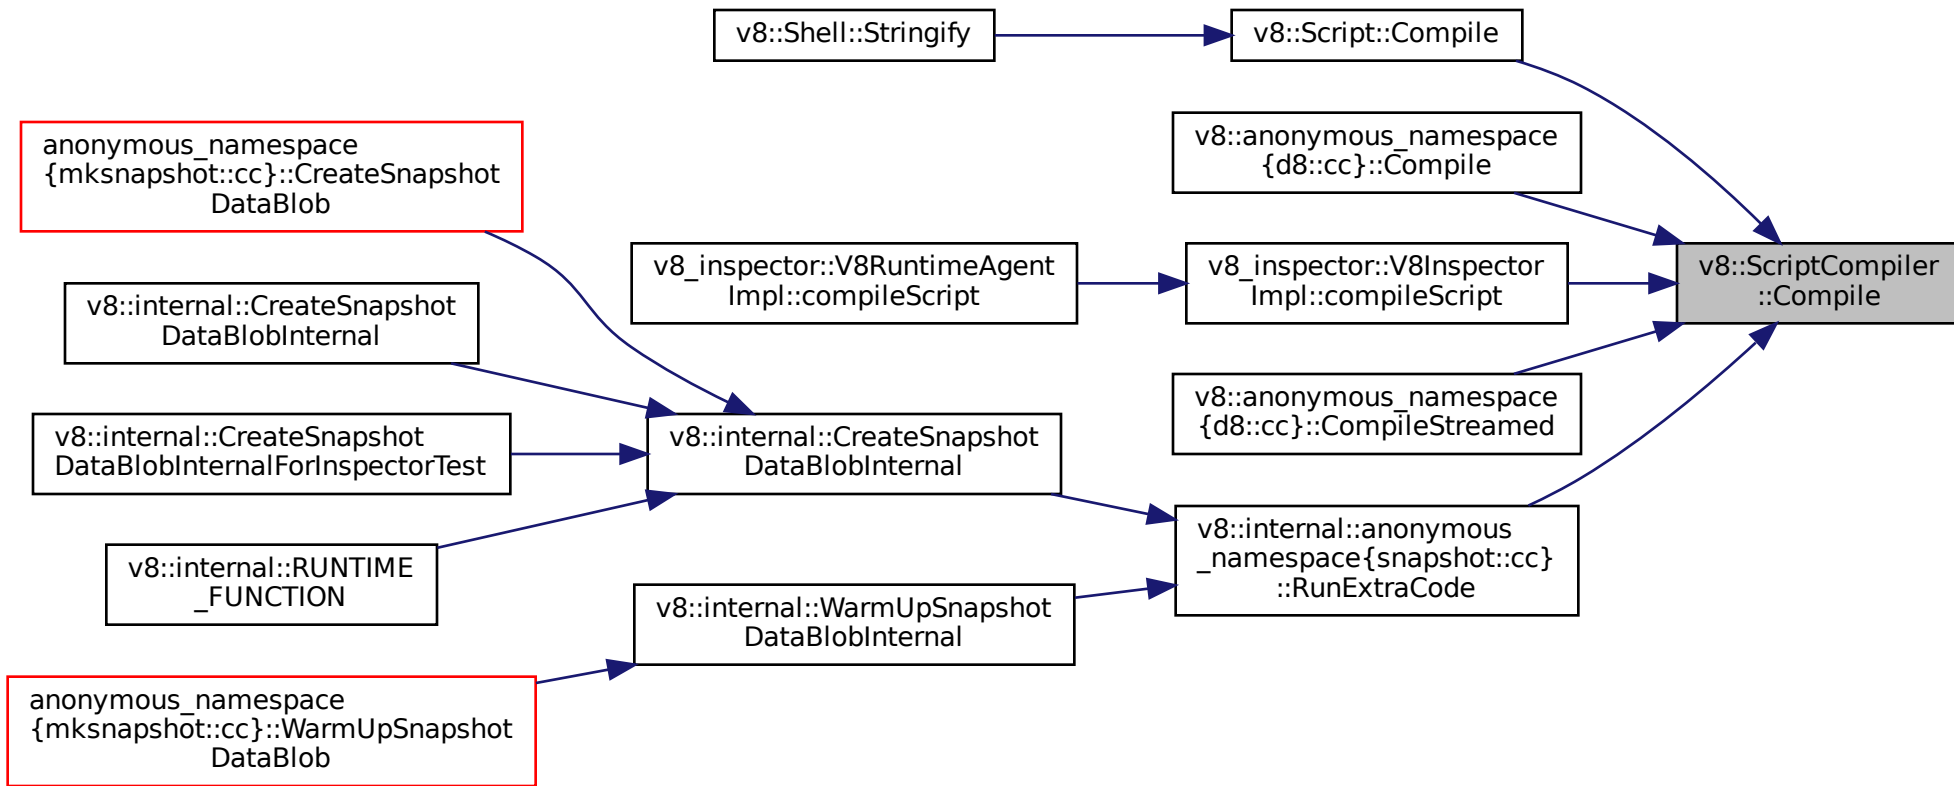 v8::Shell::Stringify
v8::Script::Compile
anonymous_namespace
{mksnapshot::cc}::CreateSnapshot
DataBlob
v8::anonymous_namespace
{d8::cc}::Compile
v8::internal::CreateSnapshot
DataBlobInternal
v8_inspector::V8RuntimeAgent
Impl::compileScript
v8_inspector::V8Inspector
Impl::compileScript
v8::ScriptCompiler
::Compile
v8::internal::CreateSnapshot
DataBlobInternalForInspectorTest
v8::internal::CreateSnapshot
DataBlobInternal
v8::anonymous_namespace
{d8::cc}::CompileStreamed
v8::internal::RUNTIME
_FUNCTION
v8::internal::WarmUpSnapshot
DataBlobInternal
v8::internal::anonymous
_namespace{snapshot::cc}
::RunExtraCode
anonymous_namespace
{mksnapshot::cc}::WarmUpSnapshot
DataBlob